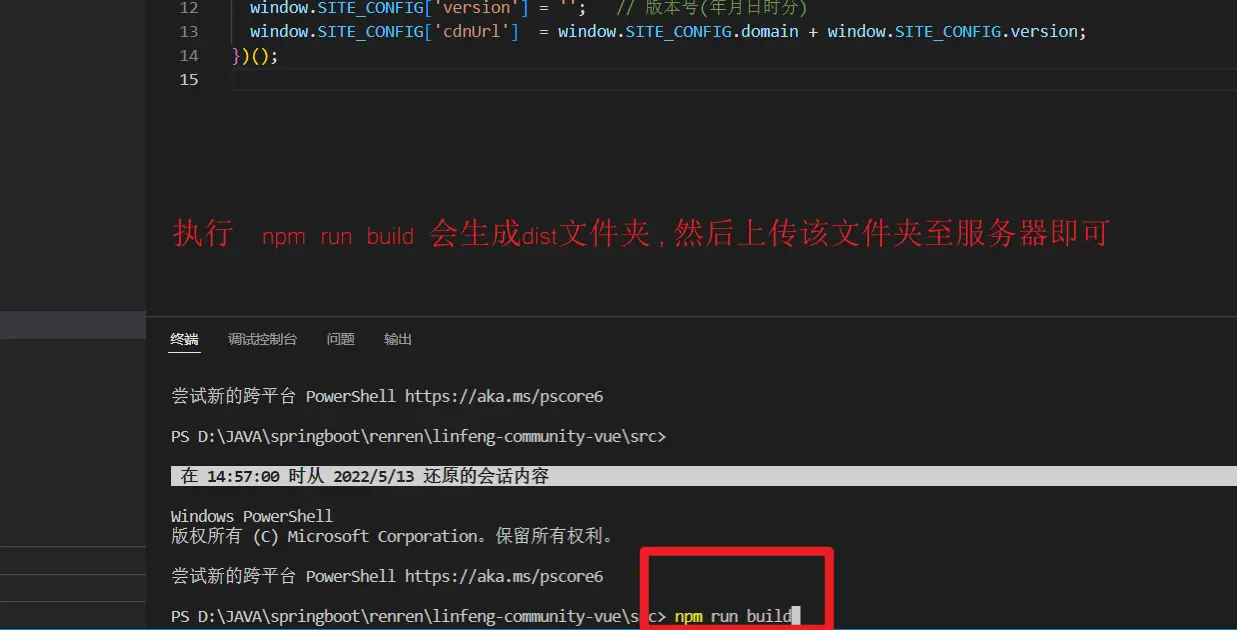 12 window.SITE_CONFIG['version'] = ''; // 版本号(年月日时分)
13 window.SITE_CONFIG['cdnUrl'] = window.SITE_CONFIG.domain + window.SITE_CONFIG.version;
14 })();
15
执行 npm run build 会生成dist文件夹,然后上传该文件夹至服务器即可
终端 调试控制台 问题 输出
尝试新的跨平台 PowerShell https://aka.ms/pscore6
PS D:\JAVA\springboot\renren\linfeng-community-vue\src>
在 14:57:00 时从 2022/5/13 还原的会话内容
Windows PowerShell
版权所有 (C) Microsoft Corporation。保留所有权利。
尝试新的跨平台 PowerShell https://aka.ms/pscore6
PS D:\JAVA\springboot\renren\linfeng-community-vue\src> npm run build